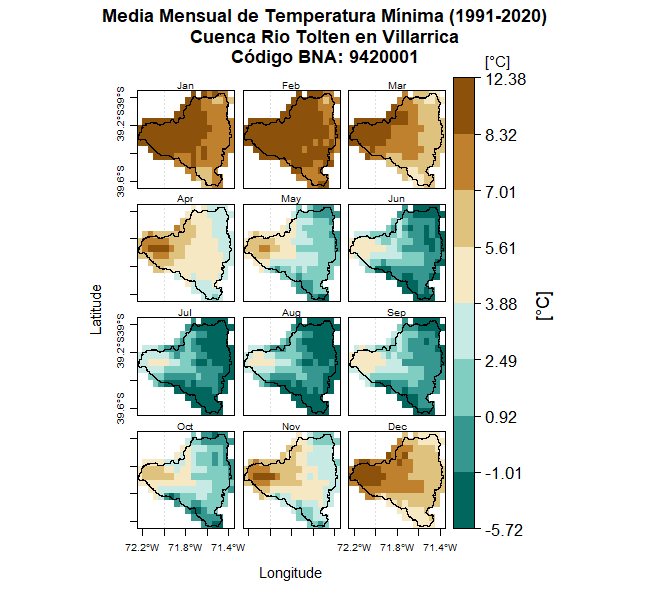 Media Mensual de Temperatura Mínima (1991-2020)
Cuenca Rio Tolten en Villarrica
Código BNA: 9420001
[°C]
Jan
Feb
Mar
39.2°S
39°S
39.6°S
Apr
May
Jun
Jul
Aug
Sep
39.2°S
39°S
39.6°S
Oct
Nov
Dec
72.2°W
71.8°W
71.4°W
72.2°W
71.8°W
71.4°W
Latitude
Longitude
12.38
8.32
7.01
5.61
3.88
2.49
0.92
-1.01
-5.72
[°C]